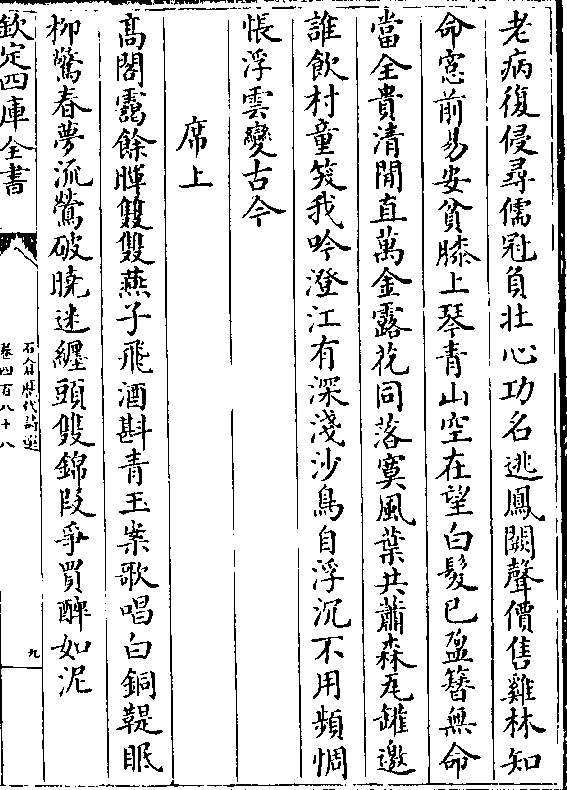 老病復侵尋儒冠負壯心功名逃鳳闕聲價售雞林知
命窓前易安貧膝上琴青山空在望白髪已盈簪無命
當全貴清閒直萬金露花同落寞風葉共蕭森瓦罐邀
誰飲村童笑我吟澄江有深淺沙鳥自浮沉不用頻惆
悵浮雲變古今
席上
高閣靄餘暉雙雙燕子飛酒斟青玉案歌唱白銅鞮眠
柳驚春夢流鶯破曉迷纏頭雙錦段爭買醉如泥
欽定四庫全書
石倉歷代詩選
卷四百八十八
九